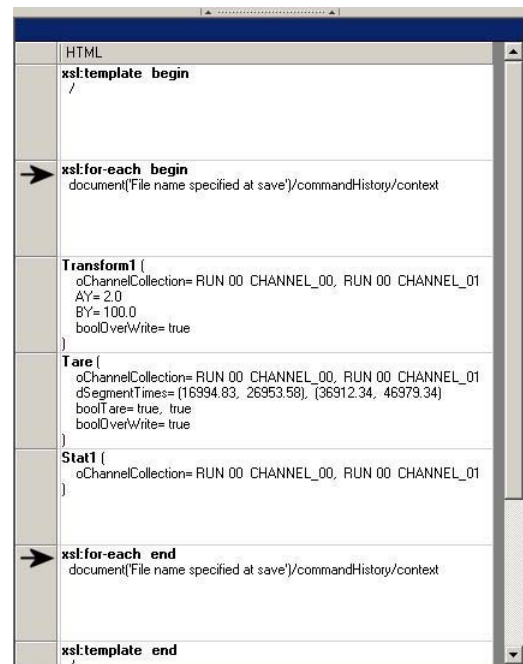 HTML
xsl:template begin
/
xsl:for-each begin
document('File name specified at save')/commandHistory/context
Transform1 (
oChannelCollection= RUN 00 CHANNEL_00, RUN 00 CHANNEL_01
AY= 2.0
BY= 100.0
boolOverWrite= true
)
Tare (
oChannelCollection= RUN 00 CHANNEL_00, RUN 00 CHANNEL_01
dSegmentTimes= (16994.83, 26953.58), (36912.34, 46979.34)
boolTare= true, true
boolOverWrite= true
)
Stat1 (
oChannelCollection= RUN 00 CHANNEL_00, RUN 00 CHANNEL_01
)
xsl:for-each end
document('File name specified at save')/commandHistory/context
xsl:template end
/